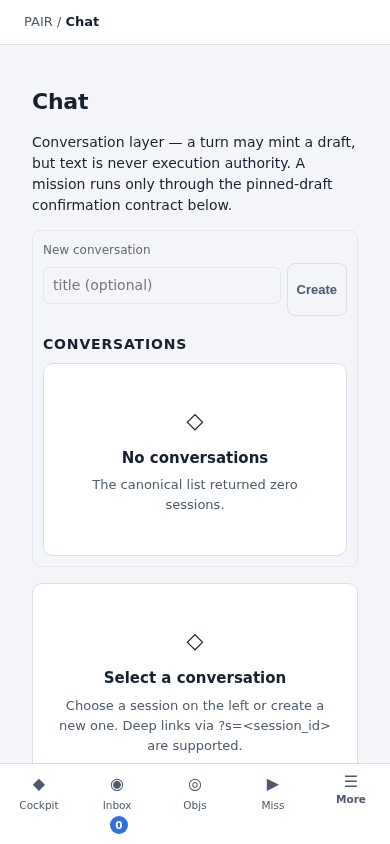 PAIR / Chat
Chat
Conversation layer — a turn may mint a draft,
but text is never execution authority. A
mission runs only through the pinned-draft
confirmation contract below.
New conversation
title (optional)
Create
CONVERSATIONS
No conversations
The canonical list returned zero
sessions.
Select a conversation
Choose a session on the left or create a
new one. Deep links via ?s=<session_id>
are supported.
Cockpit
Inbox
Objs
Miss
More
0